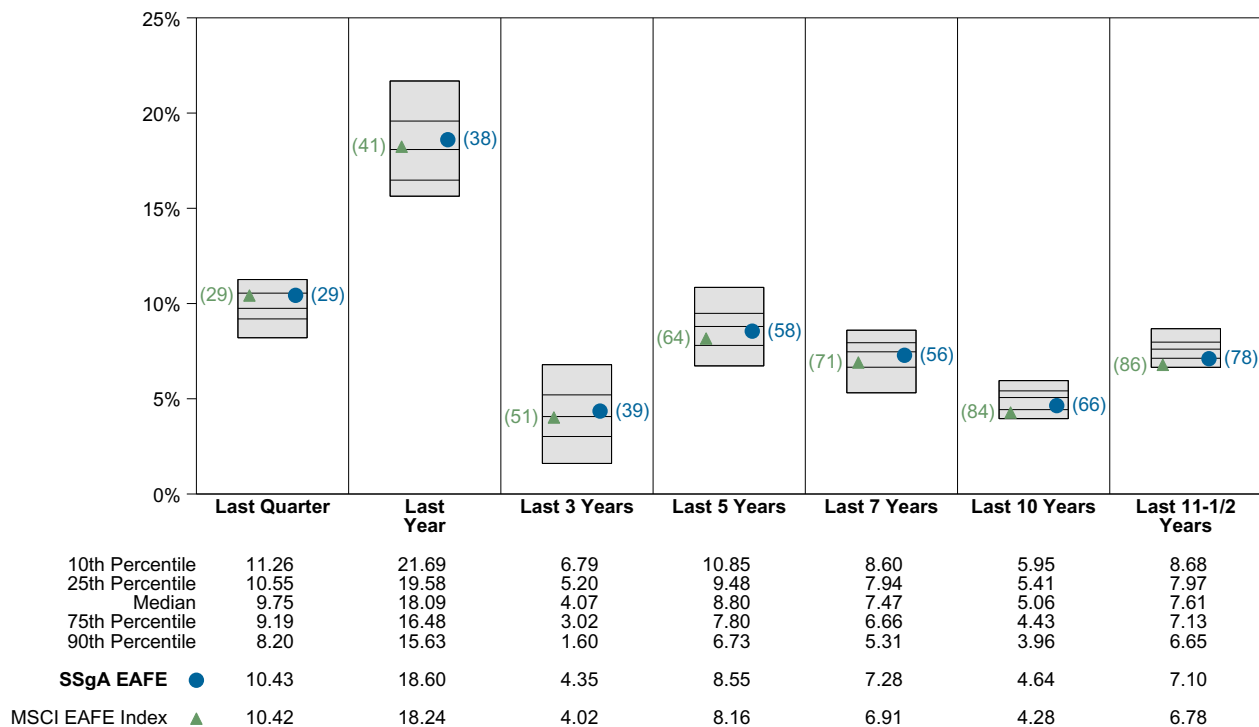 25%
20%
15%
10%
5%
0%
(29) (29)
(41) (38)
(51) (39)
(64) (58)
(71) (56)
(84) (66)
(86) (78)
Last Quarter Last Year Last 3 Years Last 5 Years Last 7 Years Last 10 Years Last 11-1/2 Years
10th Percentile 11.26 21.69 6.79 10.85 8.60 5.95 8.68
25th Percentile 10.55 19.58 5.20 9.48 7.94 5.41 7.97
Median 9.75 18.09 4.07 8.80 7.47 5.06 7.61
75th Percentile 9.19 16.48 3.02 7.80 6.66 4.43 7.13
90th Percentile 8.20 15.63 1.60 6.73 5.31 3.96 6.65
SSgA EAFE 10.43 18.60 4.35 8.55 7.28 4.64 7.10
MSCI EAFE Index 10.42 18.24 4.02 8.16 6.91 4.28 6.78